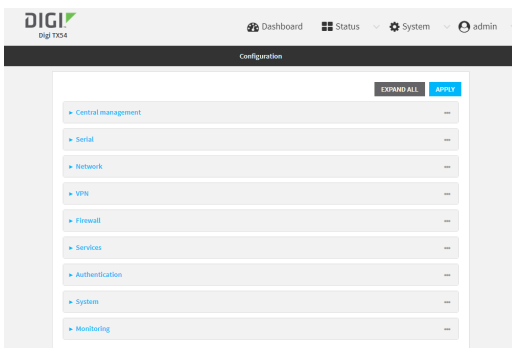 DIGI
Digi TX54
Dashboard Status System admin
Configuration
EXPAND ALL APPLY
Central management
Serial
Network
VPN
Firewall
Services
Authentication
System
Monitoring